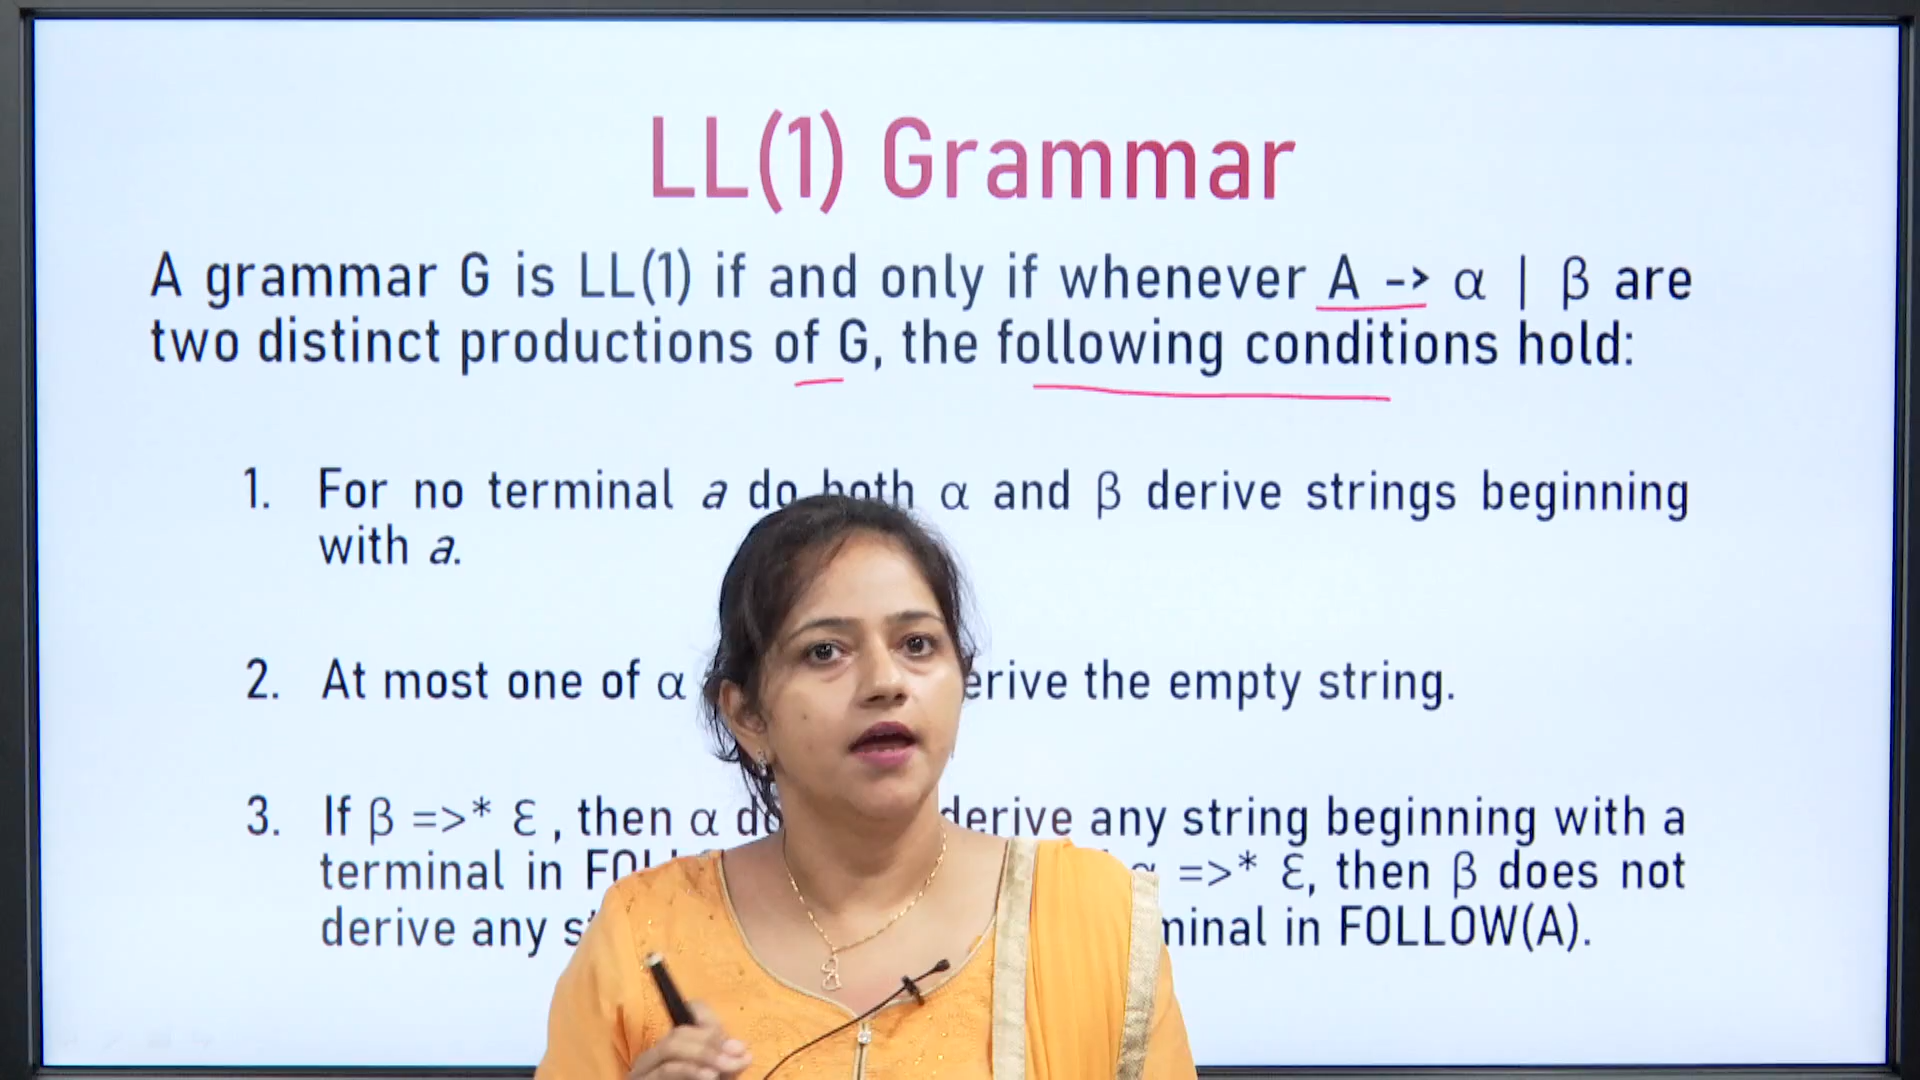 LL(1) Grammar
A grammar G is LL(1) if and only if whenever A -> α | β are
two distinct productions of G, the following conditions hold:
1. For no terminal a do both α and β derive strings beginning
with a.
2. At most one of α erive the empty string.
3. If β =>* Ɛ , then α derive any string beginning with a
terminal in α =>* Ɛ, then β does not
derive any minal in FOLLOW(A).